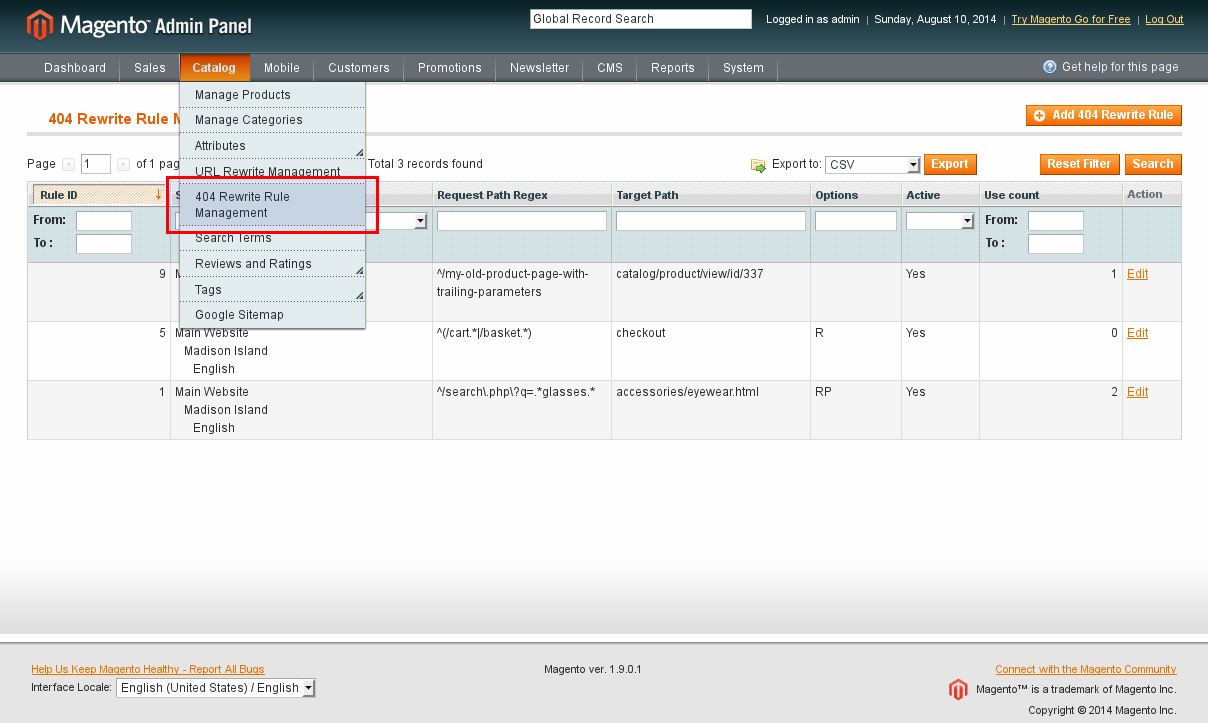 Magento™ Admin Panel
Global Record Search
Logged in as admin | Sunday, August 10, 2014 | Try Magento Go for Free | Log Out
Dashboard Sales Catalog Mobile Customers Promotions Newsletter CMS Reports System Get help for this page
Manage Products
Manage Categories
Attributes
URL Rewrite Management
404 Rewrite Rule
Management
Search Terms
Reviews and Ratings
Tags
Google Sitemap
404 Rewrite Rule
Add 404 Rewrite Rule
Page 1 of 1 Total 3 records found
Export to: CSV Export Reset Filter Search
Rule ID Request Path Regex Target Path Options Active Use count Action
From: From:
To : To :
9 ^/my-old-product-page-with- catalog/product/view/id/337 Yes 1 Edit
trailing-parameters
5 Main Website ^(/cart.*|/basket.*) checkout R Yes 0 Edit
Madison Island
English
1 Main Website ^/search\.php\?q=.*glasses.* accessories/eyewear.html RP Yes 2 Edit
Madison Island
English
Help Us Keep Magento Healthy - Report All Bugs
Interface Locale: English (United States) / English
Magento ver. 1.9.0.1
Connect with the Magento Community
Magento™ is a trademark of Magento Inc.
Copyright © 2014 Magento Inc.